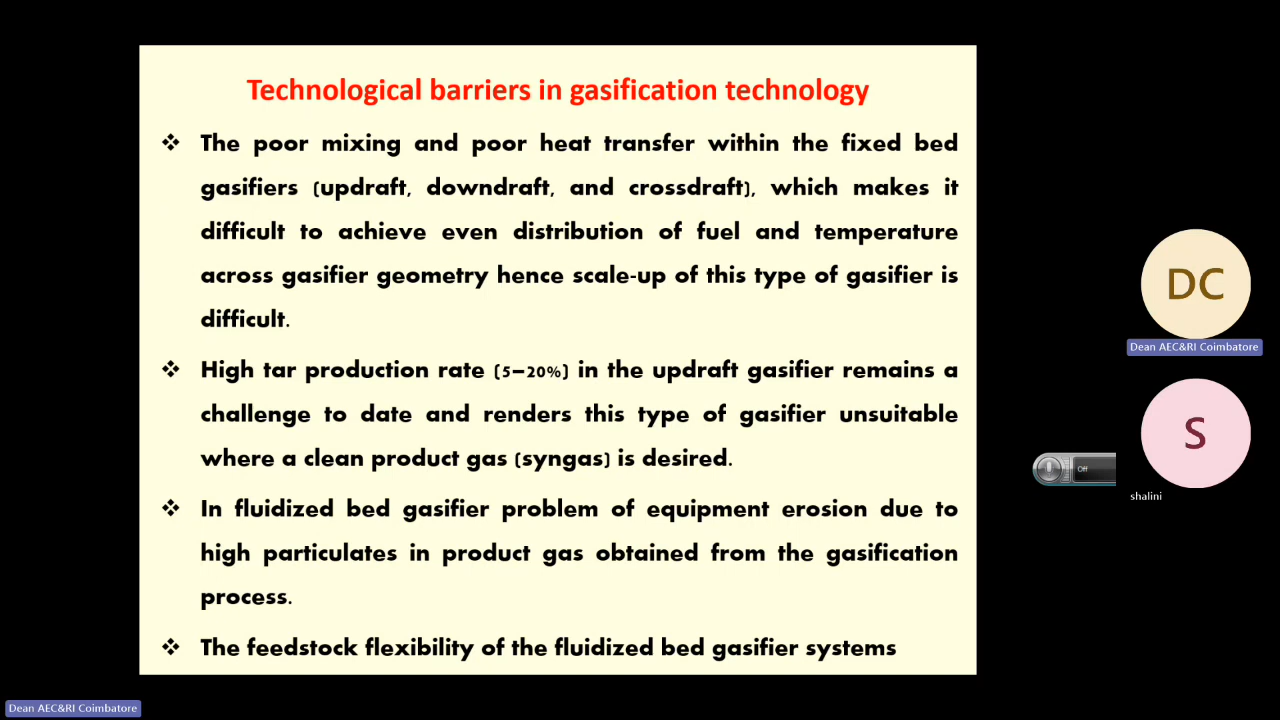 Technological barriers in gasification technology
❖ The poor mixing and poor heat transfer within the fixed bed
gasifiers (updraft, downdraft, and crossdraft), which makes it
difficult to achieve even distribution of fuel and temperature
across gasifier geometry hence scale-up of this type of gasifier is
difficult.
❖ High tar production rate (5–20%) in the updraft gasifier remains a
challenge to date and renders this type of gasifier unsuitable
where a clean product gas (syngas) is desired.
❖ In fluidized bed gasifier problem of equipment erosion due to
high particulates in product gas obtained from the gasification
process.
❖ The feedstock flexibility of the fluidized bed gasifier systems
DC
Dean AEC&RI Coimbatore
S
Off
shalini
Dean AEC&RI Coimbatore